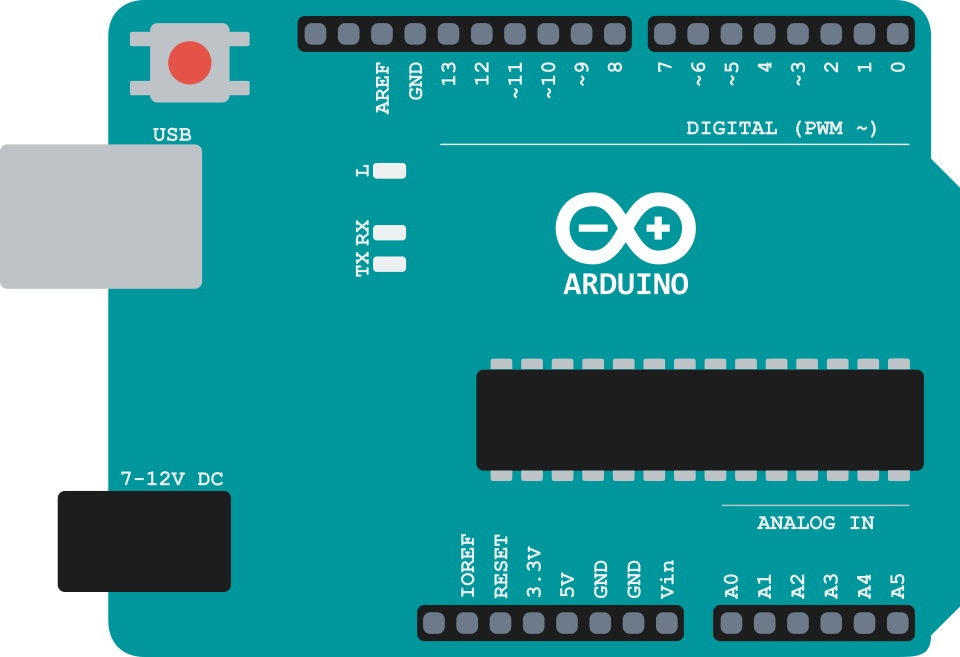 AREF
GND
13
12
~11
~10
~9
8
7
~6
~5
4
~3
2
1
0
USB
DIGITAL (PWM ~)
L
RX
TX
ARDUINO
7-12V DC
ANALOG IN
IOREF
RESET
3.3V
5V
GND
GND
Vin
A0
A1
A2
A3
A4
A5